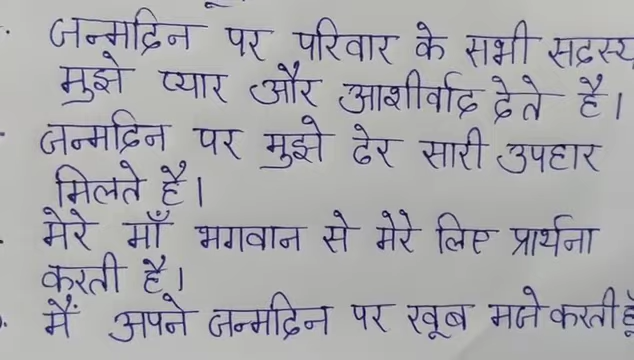 जन्मदिन पर परिवार के सभी सदस्य
मुझे प्यार और आशीर्वाद देते है।
जन्मदिन पर मुझे ढेर सारी उपहार
मिलते है।
मेरे माँ भगवान से मेरे लिए प्रार्थना
करती है।
मैं अपने जन्मदिन पर खूब मजे करती हूँ